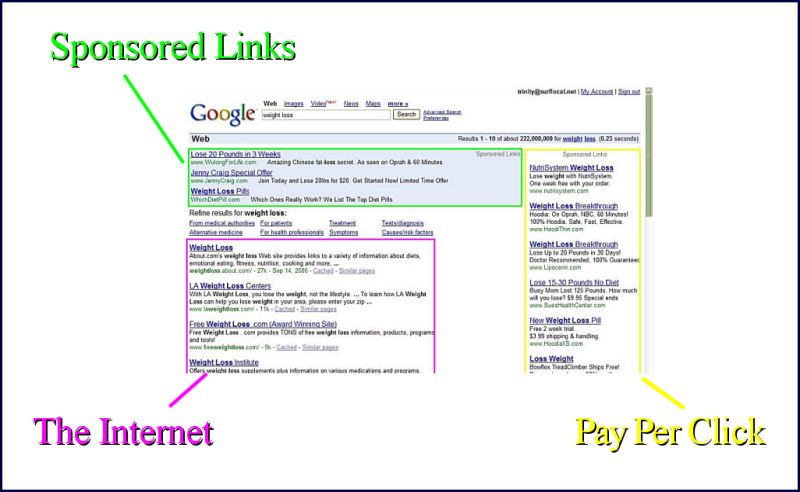 Sponsored Links
trinity@surflocal.net | My Account | Sign out
Google
Web Images Video New! News Maps more »
weight loss Search Advanced Search
Preferences
Web Results 1 - 10 of about 222,000,000 for weight loss. (0.23 seconds)
Lose 20 Pounds in 3 Weeks Sponsored Links
www.WulongForLife.com Amazing Chinese fat-loss secret. As seen on Oprah & 60 Minutes.
Jenny Craig Special Offer
www.JennyCraig.com Join Today and Lose 20lbs for $20. Get Started Now! Limited Time Offer
Weight Loss Pills
WhichDietPill.com Which Ones Really Work? We List The Top Diet Pills
Refine results for weight loss:
From medical authorities For patients Treatment Tests/diagnosis
Alternative medicine For health professionals Symptoms Causes/risk factors
Weight Loss
About.com's weight loss Web site provides links to a variety of information about diets,
emotional eating, fitness, nutrition, cooking and more. ...
weightloss.about.com/ - 27k - Sep 14, 2006 - Cached - Similar pages
LA Weight Loss Centers
With LA Weight Loss, you lose the weight, not the lifestyle. ... To learn how LA Weight
Loss can help you lose weight in your area, please enter your zip ...
www.laweightloss.com/ - 11k - Cached - Similar pages
Free Weight Loss .com (Award Winning Site)
Free Weight Loss . com provides TONS of free weight loss information, products, programs
and tools!
www.freeweightloss.com/ - 9k - Cached - Similar pages
Weight Loss Institute
Offers weight loss supplements plus information on various medications and programs.
Sponsored Links
NutriSystem Weight Loss
Lose weight with NutriSystem.
One week free with your order.
www.nutrisystem.com
Weight Loss Breakthrough
Hoodia: On Oprah, NBC, 60 Minutes!
100% Hoodia. Safe, Fast, Effective.
www.HoodiThin.com
Weight Loss Breakthrough
Lose Up to 20 Pounds in 30 Days!
Doctor Recommended, 100% Guaranteed
www.Lipocerin.com
Lose 15-30 Pounds No Diet
Busy Mom Lost 125 Pounds. How much
will you lose? $9.95 Special ends
www.SuesHealthCenter.com
New Weight Loss Pill
Free 2 week trial.
$3.99 shipping & handling.
www.HoodiaXS.com
Loss Weight
Bowflex TreadClimber Ships Free!
The Internet
Pay Per Click